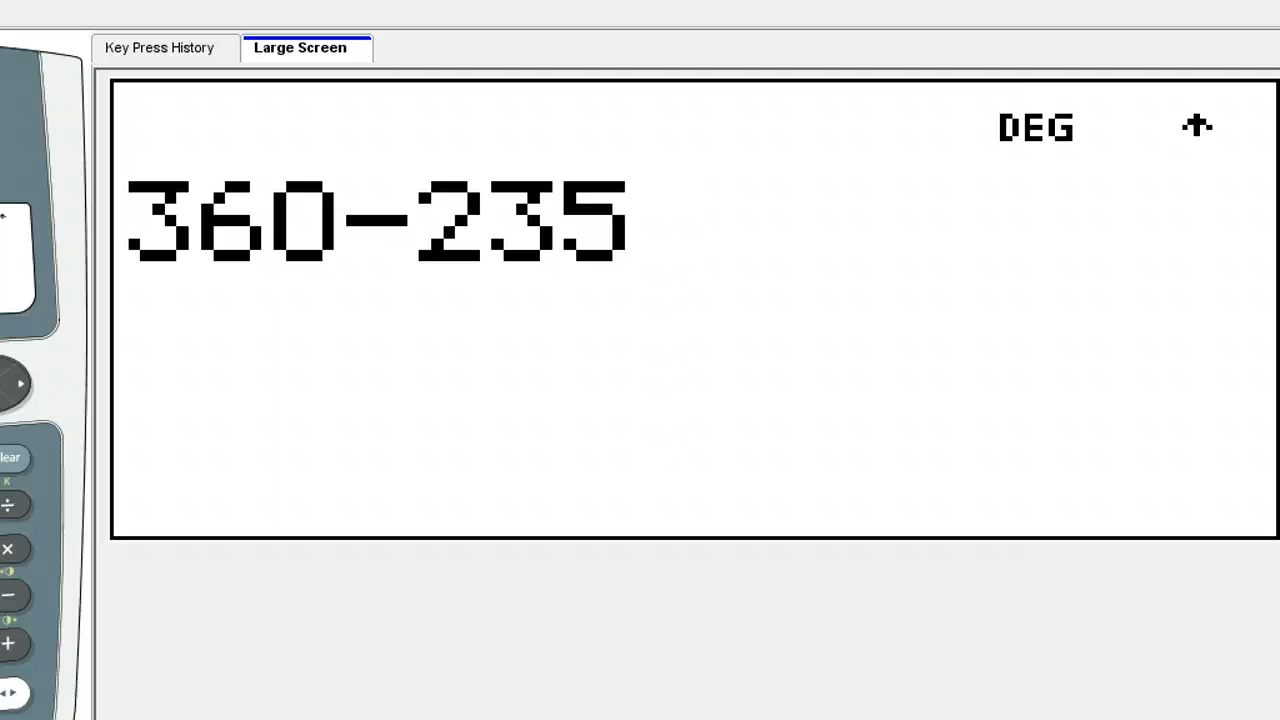 Key Press History
Large Screen
DEG
360-235
lear
K
÷
×
−
+